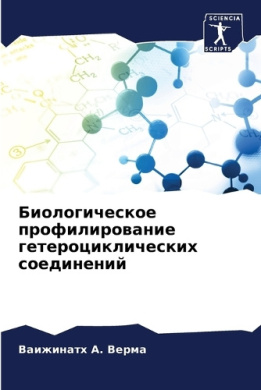 SCIENCIA
SCRIPTS
Биологическое
профилирование
гетероциклических
соединений
Ваижинатх А. Верма